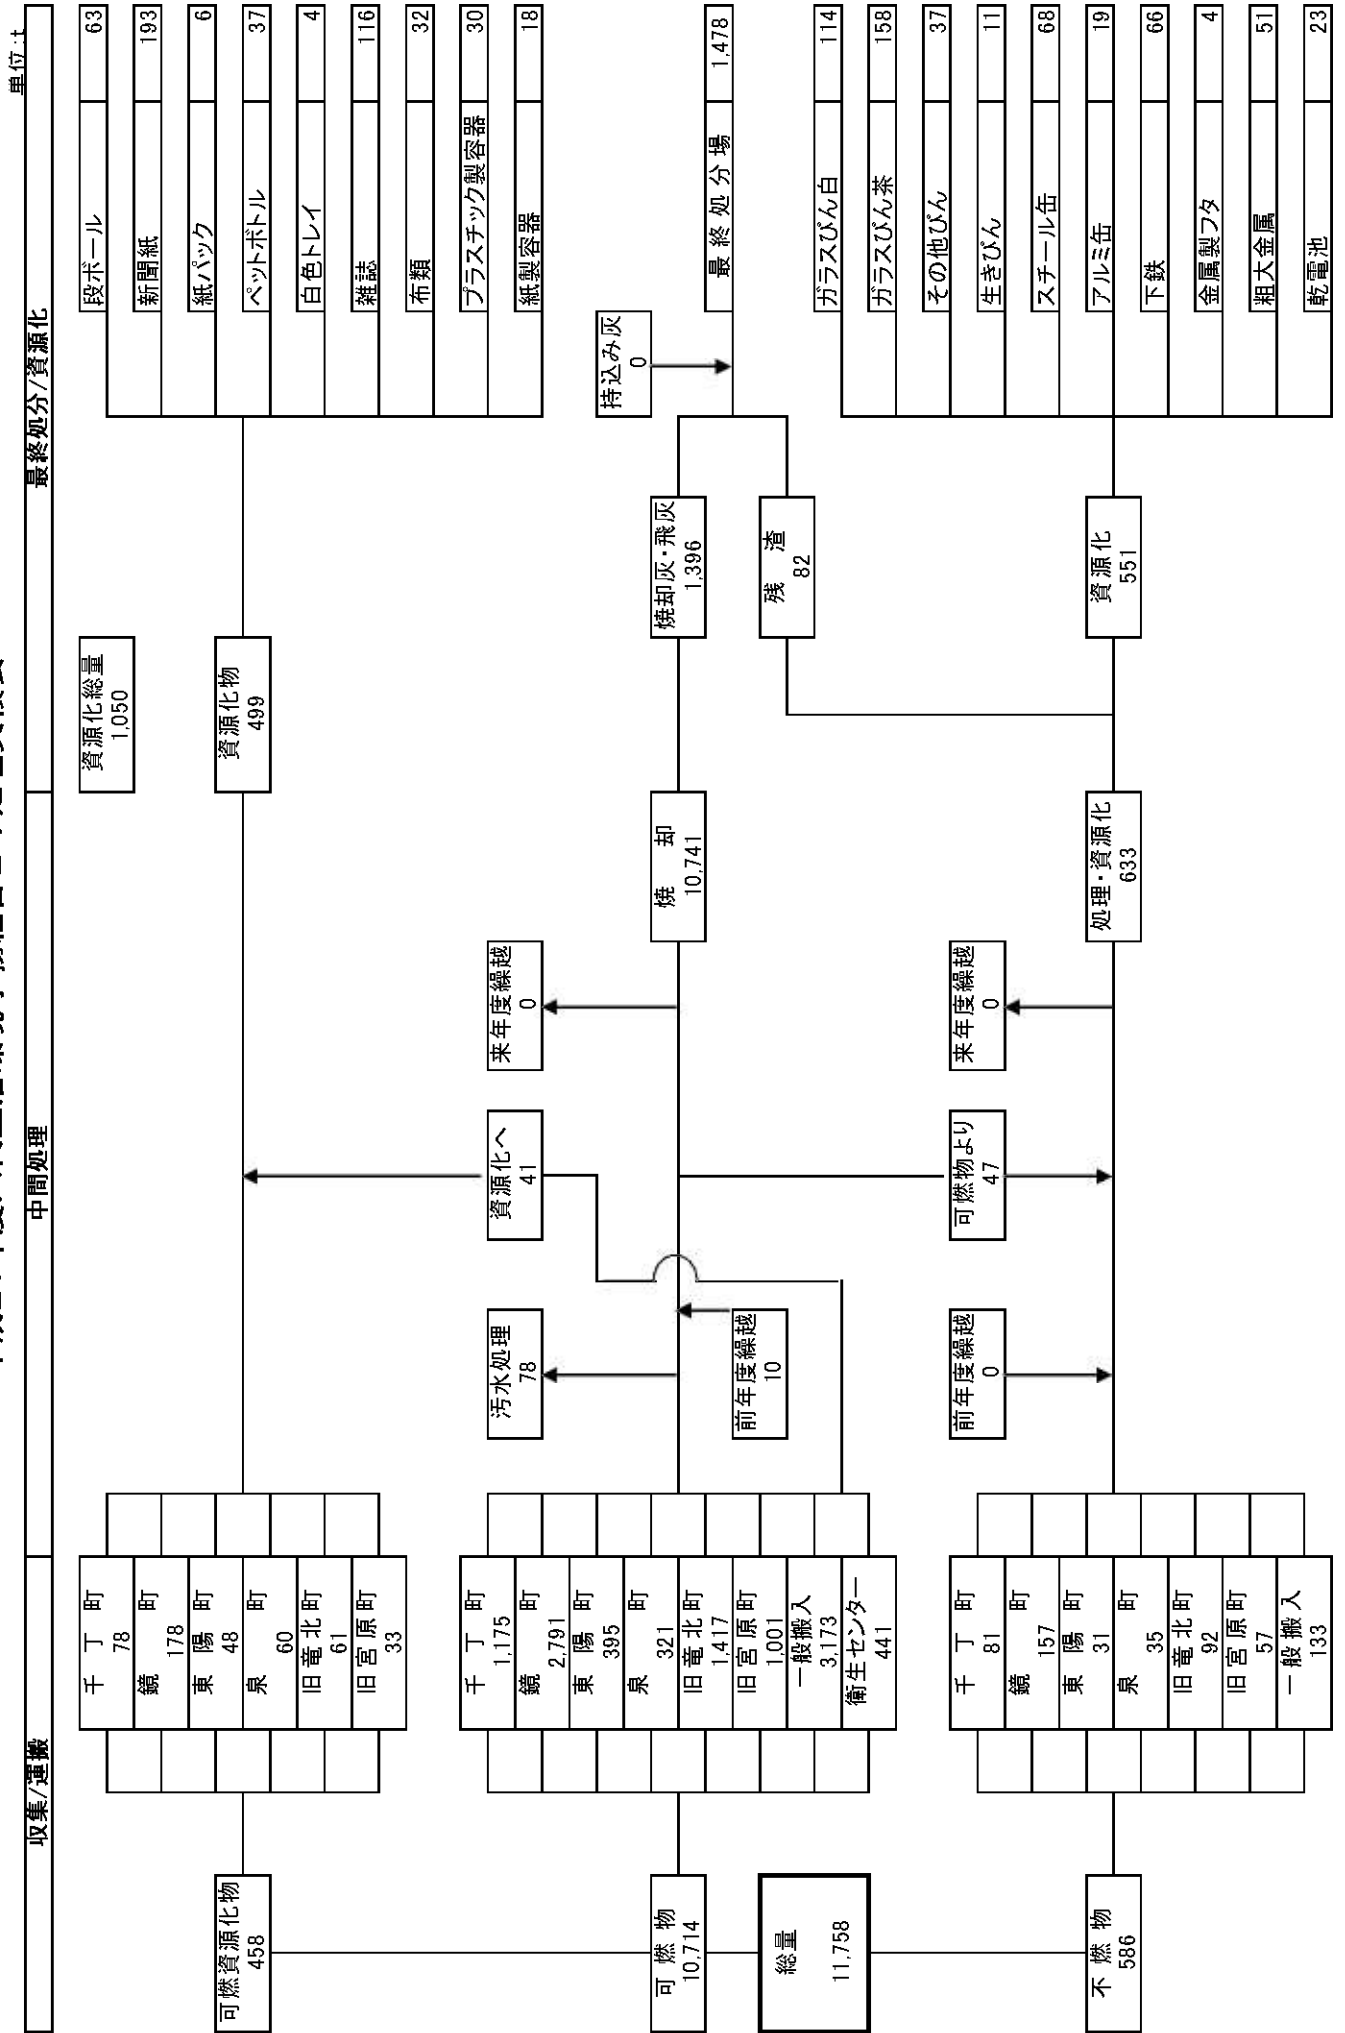 単位:t
収集/運搬
中間処理
最終処分/資源化
可燃資源化物
458
千丁町
78
鏡町
178
東陽町
48
泉町
60
旧竜北町
61
旧宮原町
33
資源化総量
1,050
資源化物
499
段ボール 63
新聞紙 193
紙パック 6
ペットボトル 37
白色トレイ 4
雑誌 116
布類 32
プラスチック製容器 30
紙製容器 18
可燃物
10,714
千丁町
1,175
鏡町
2,791
東陽町
395
泉町
321
旧竜北町
1,417
旧宮原町
1,001
一般搬入
3,173
衛生センター
441
汚水処理
78
前年度繰越
10
資源化へ
41
来年度繰越
0
焼却
10,741
焼却灰・飛灰
1,396
残渣
82
持込み灰
0
最終処分場 1,478
総量
11,758
不燃物
586
千丁町
81
鏡町
157
東陽町
31
泉町
35
旧竜北町
92
旧宮原町
57
一般搬入
133
前年度繰越
0
可燃物より
47
来年度繰越
0
処理・資源化
633
資源化
551
ガラスびん白 114
ガラスびん茶 158
その他びん 37
生きびん 11
スチール缶 68
アルミ缶 19
下鉄 66
金属製フタ 4
粗大金属 51
乾電池 23